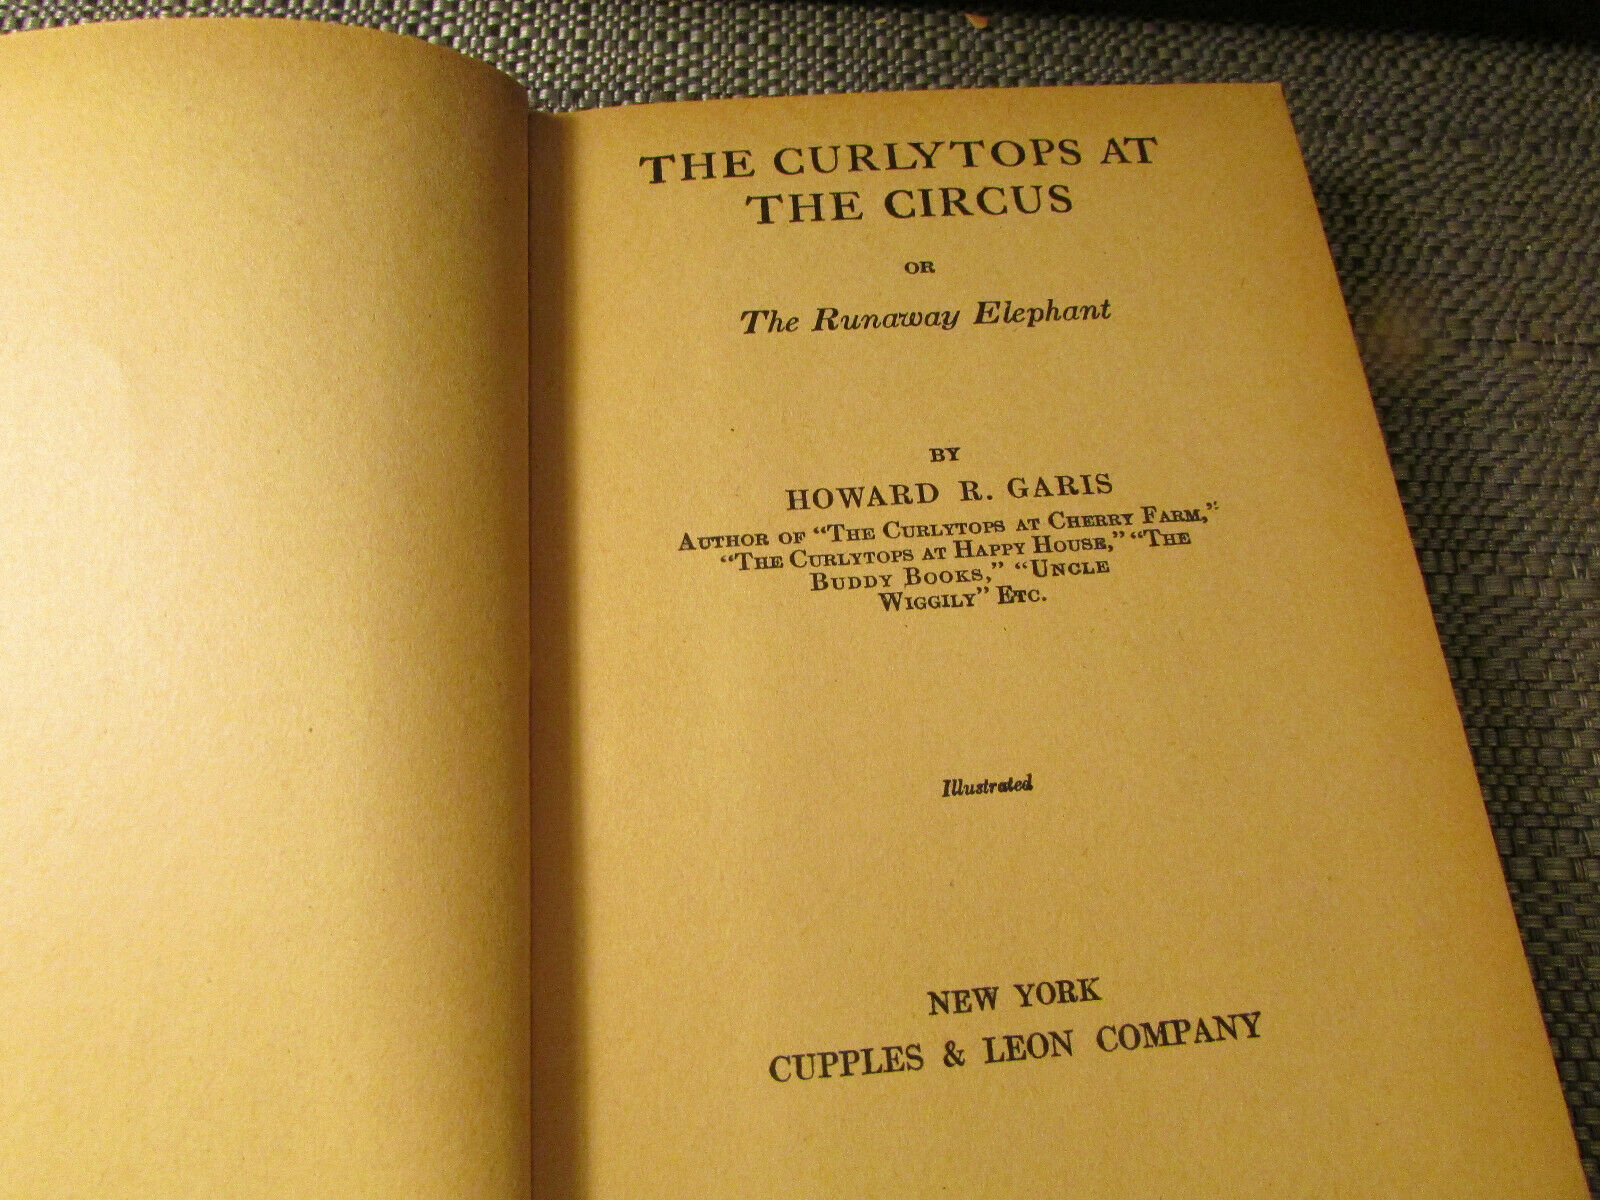 THE CURLYTOPS AT
THE CIRCUS
OR
The Runaway Elephant
BY
HOWARD R. GARIS
AUTHOR OF "THE CURLYTOPS AT CHERRY FARM,"
"THE CURLYTOPS AT HAPPY HOUSE," "THE
BUDDY BOOKS," "UNCLE
WIGGILY" ETC.
Illustrated
NEW YORK
CUPPLES & LEON COMPANY